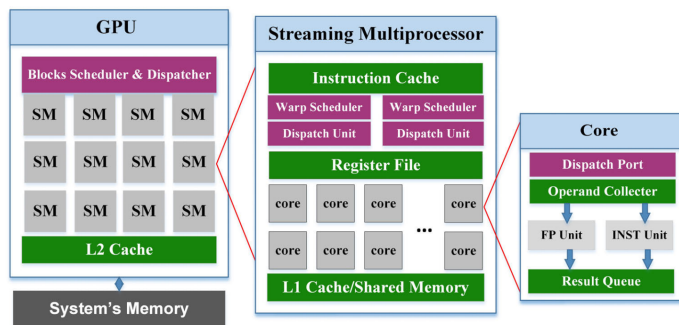 GPU
Blocks Scheduler & Dispatcher
SM SM SM SM
SM SM SM SM
SM SM SM SM
L2 Cache
System's Memory
Streaming Multiprocessor
Instruction Cache
Warp Scheduler Warp Scheduler
Dispatch Unit Dispatch Unit
Register File
core core core core
...
core core core core
L1 Cache/Shared Memory
Core
Dispatch Port
Operand Collecter
FP Unit INST Unit
Result Queue